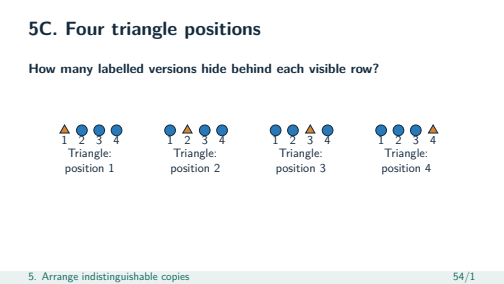 5C. Four triangle positions
How many labelled versions hide behind each visible row?
1 2 3 4
Triangle:
position 1
1 2 3 4
Triangle:
position 2
1 2 3 4
Triangle:
position 3
1 2 3 4
Triangle:
position 4
5. Arrange indistinguishable copies
54/1